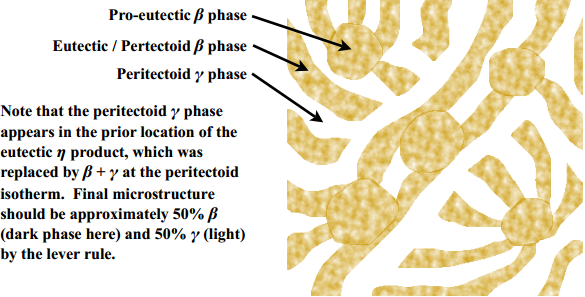 Pro-eutectic β phase
Eutectic / Pertectoid β phase
Peritectoid γ phase
Note that the peritectoid γ phase
appears in the prior location of the
eutectic η product, which was
replaced by β + γ at the peritectoid
isotherm. Final microstructure
should be approximately 50% β
(dark phase here) and 50% γ (light)
by the lever rule.